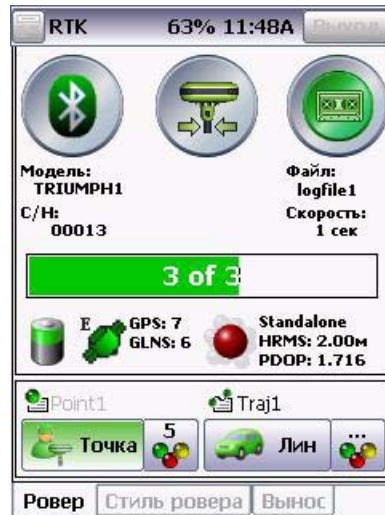 RTK 63% 11:48A Выход
Модель: Файл:
TRIUMPH1 logfile1
С/Н: Скорость:
00013 1 сек
3 of 3
E GPS: 7 Standalone
GLNS: 6 HRMS: 2.00м
PDOP: 1.716
Point1 Traj1
Точка 5 Лин ...
Ровер Стиль ровера Вынос